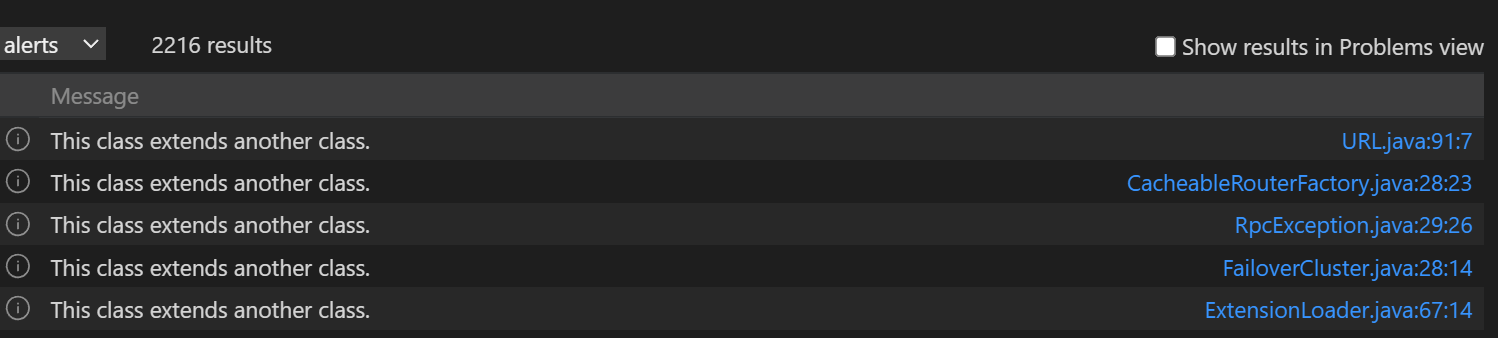 alerts 2216 results Show results in Problems view
Message
This class extends another class. URL.java:91:7
This class extends another class. CacheableRouterFactory.java:28:23
This class extends another class. RpcException.java:29:26
This class extends another class. FailoverCluster.java:28:14
This class extends another class. ExtensionLoader.java:67:14